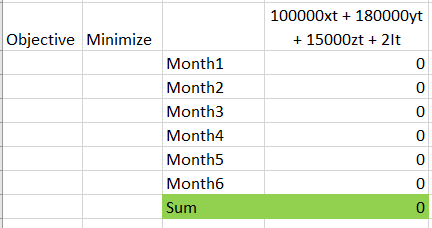 100000xt + 180000yt
Objective Minimize + 15000zt + 2It
Month1 0
Month2 0
Month3 0
Month4 0
Month5 0
Month6 0
Sum 0